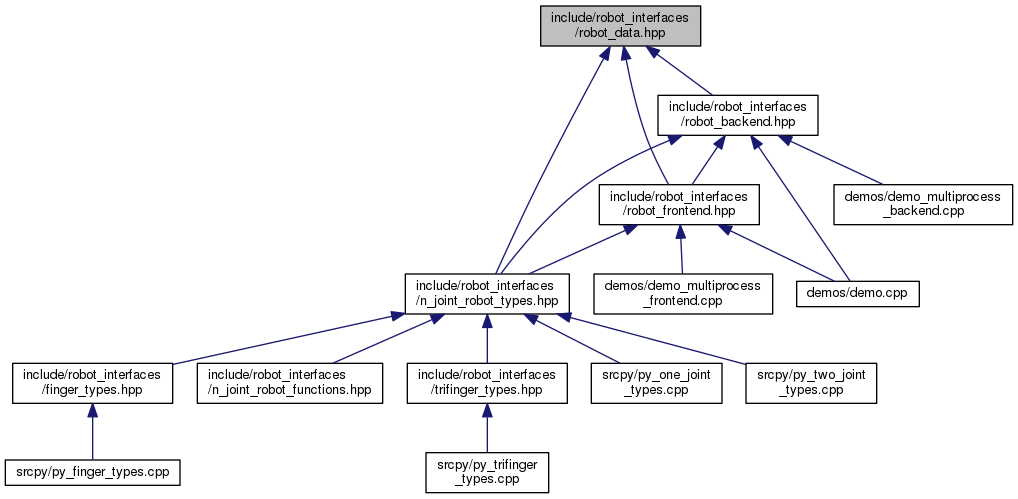 include/robot_interfaces
/robot_data.hpp
include/robot_interfaces
/robot_backend.hpp
include/robot_interfaces
/robot_frontend.hpp
demos/demo_multiprocess
_backend.cpp
include/robot_interfaces
/n_joint_robot_types.hpp
demos/demo_multiprocess
_frontend.cpp
demos/demo.cpp
include/robot_interfaces
/finger_types.hpp
include/robot_interfaces
/n_joint_robot_functions.hpp
include/robot_interfaces
/trifinger_types.hpp
srcpy/py_one_joint
_types.cpp
srcpy/py_two_joint
_types.cpp
srcpy/py_finger_types.cpp
srcpy/py_trifinger
_types.cpp